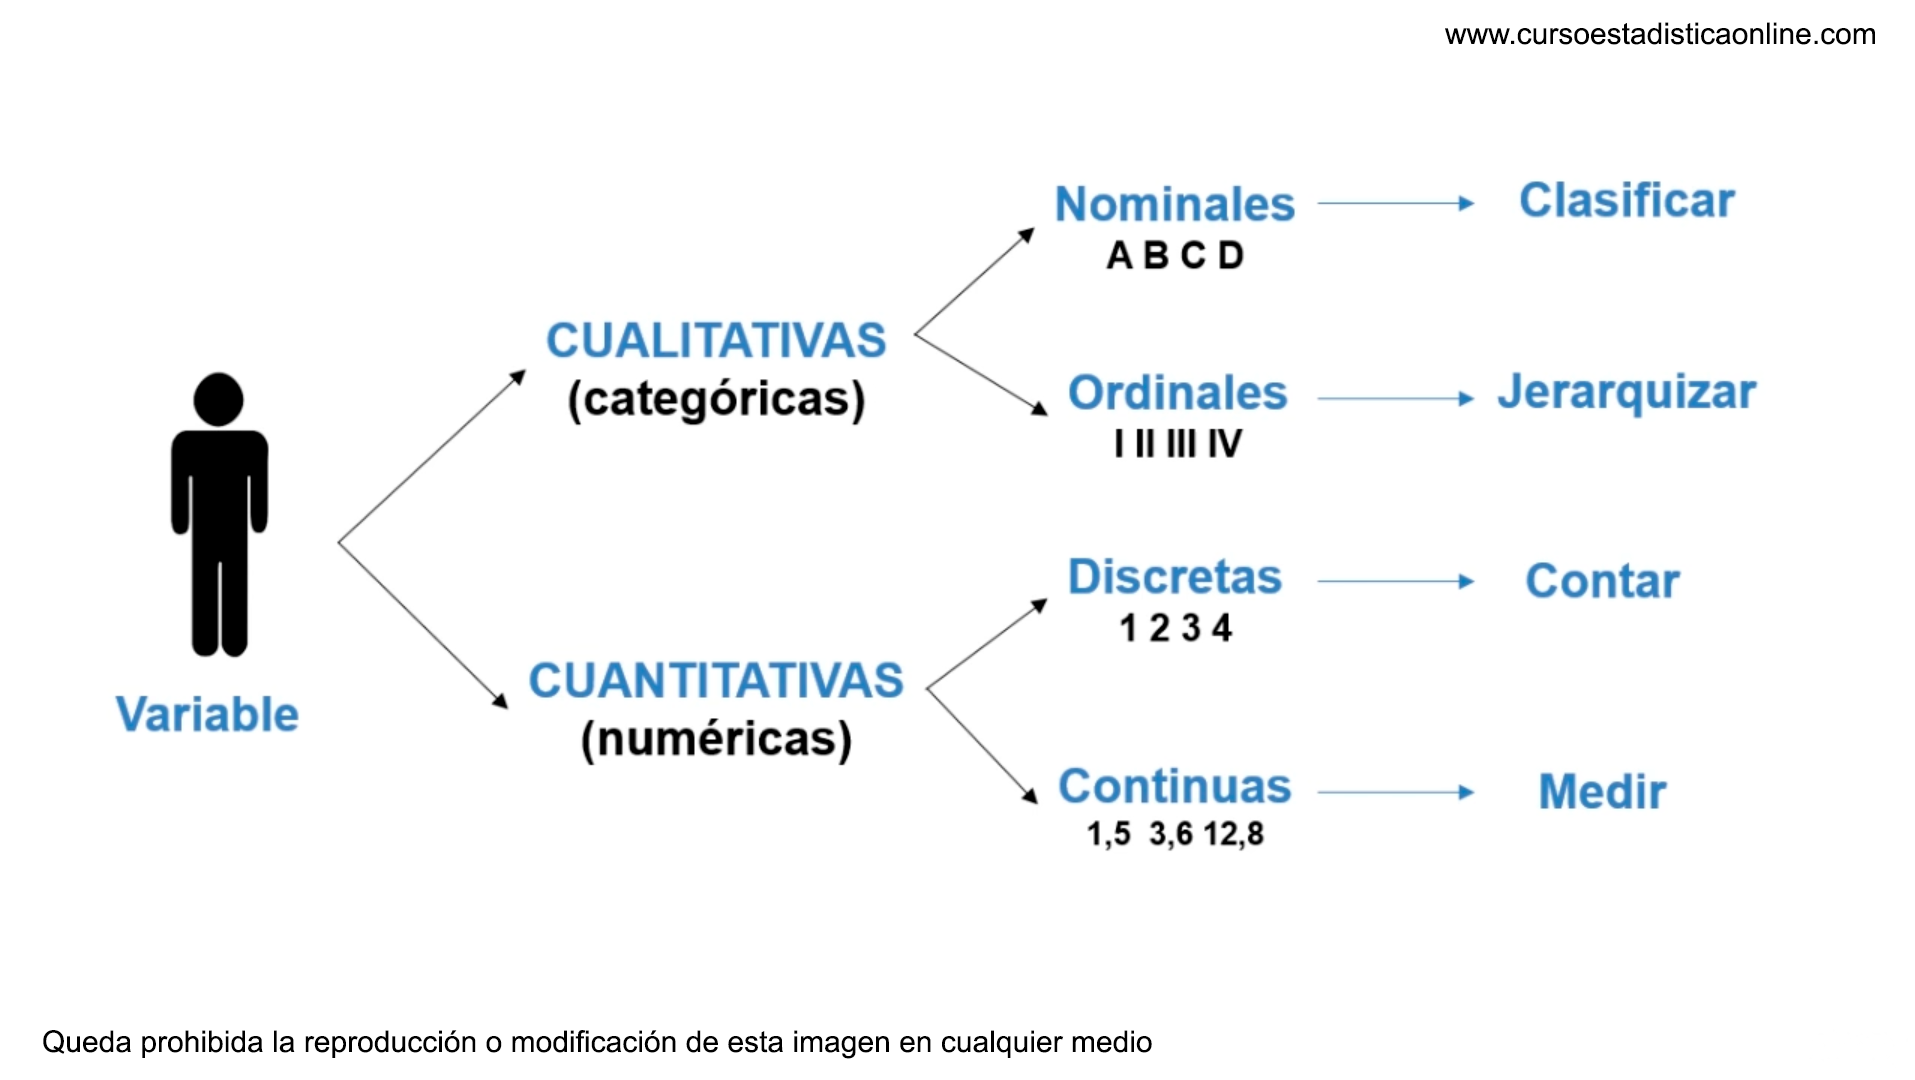 www.cursoestadisticaonline.com
Variable
CUALITATIVAS
(categóricas)
Nominales
A B C D
Clasificar
Ordinales
I II III IV
Jerarquizar
CUANTITATIVAS
(numéricas)
Discretas
1 2 3 4
Contar
Continuas
1,5 3,6 12,8
Medir
Queda prohibida la reproducción o modificación de esta imagen en cualquier medio